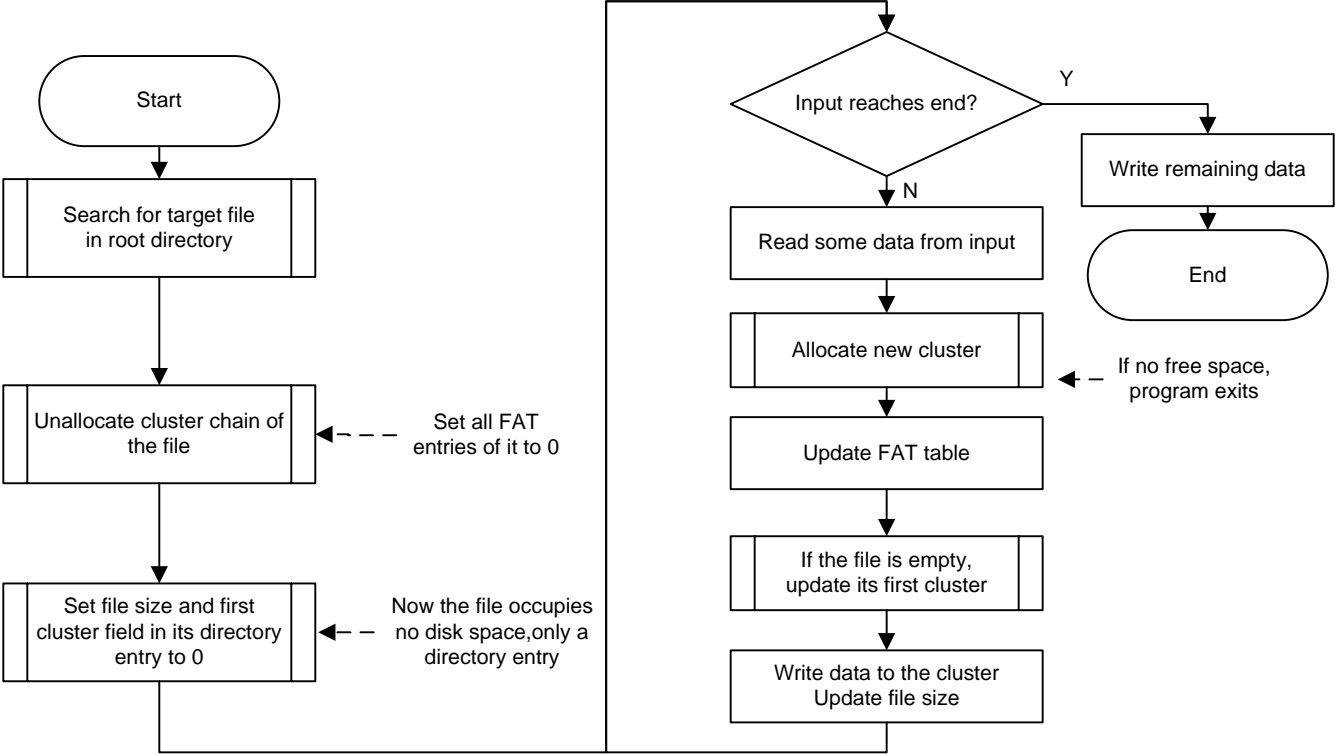 Start
Search for target file
in root directory
Unallocate cluster chain of
the file
Set all FAT
entries of it to 0
Set file size and first
cluster field in its directory
entry to 0
Now the file occupies
no disk space,only a
directory entry
Input reaches end?
Y
N
Write remaining data
End
Read some data from input
Allocate new cluster
If no free space,
program exits
Update FAT table
If the file is empty,
update its first cluster
Write data to the cluster
Update file size